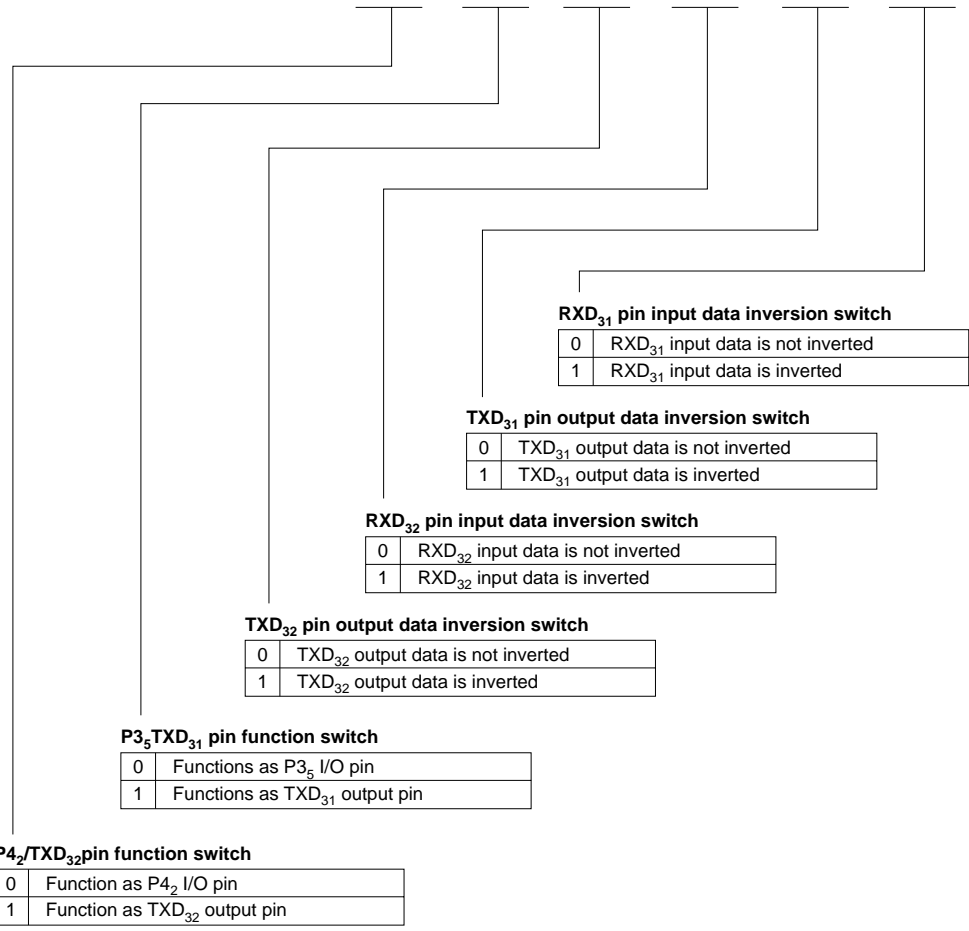 RXD31 pin input data inversion switch
0 RXD31 input data is not inverted
1 RXD31 input data is inverted
TXD31 pin output data inversion switch
0 TXD31 output data is not inverted
1 TXD31 output data is inverted
RXD32 pin input data inversion switch
0 RXD32 input data is not inverted
1 RXD32 input data is inverted
TXD32 pin output data inversion switch
0 TXD32 output data is not inverted
1 TXD32 output data is inverted
P35TXD31 pin function switch
0 Functions as P35 I/O pin
1 Functions as TXD31 output pin
P42/TXD32pin function switch
0 Function as P42 I/O pin
1 Function as TXD32 output pin